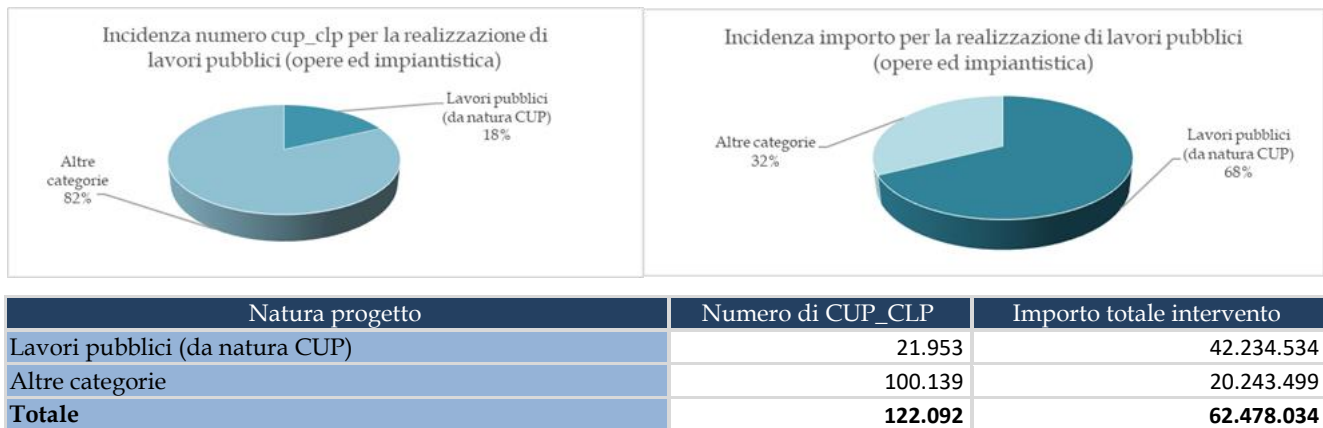 Incidenza numero cup_clp per la realizzazione di
lavori pubblici (opere ed impiantistica)
Lavori pubblici
(da natura CUP)
18%
Altre
categorie
82%
Incidenza importo per la realizzazione di lavori pubblici
(opere ed impiantistica)
Altre categorie
32%
Lavori pubblici
(da natura CUP)
68%
Natura progetto Numero di CUP_CLP Importo totale intervento
Lavori pubblici (da natura CUP) 21.953 42.234.534
Altre categorie 100.139 20.243.499
Totale 122.092 62.478.034